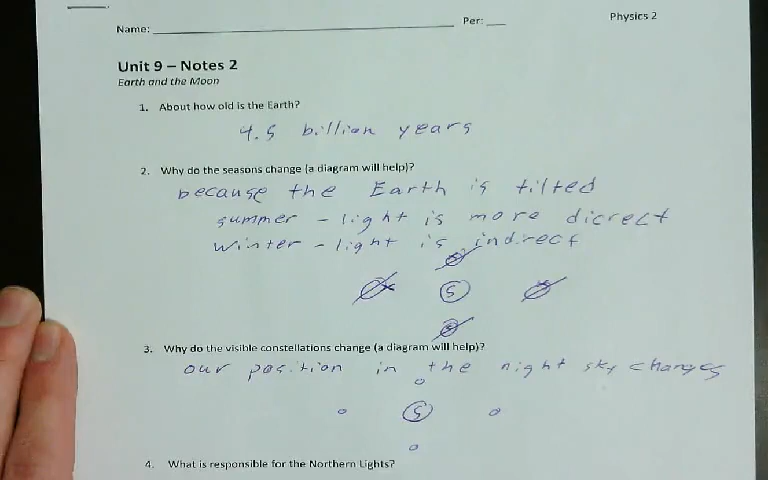 Physics 2
Name: Per:
Unit 9 – Notes 2
Earth and the Moon
1. About how old is the Earth?
4.5 billion years
2. Why do the seasons change (a diagram will help)?
because the Earth is tilted
summer - light is more dicrect
winter - light is indirect
S
3. Why do the visible constellations change (a diagram will help)?
our position in the night sky changes
S
4. What is responsible for the Northern Lights?